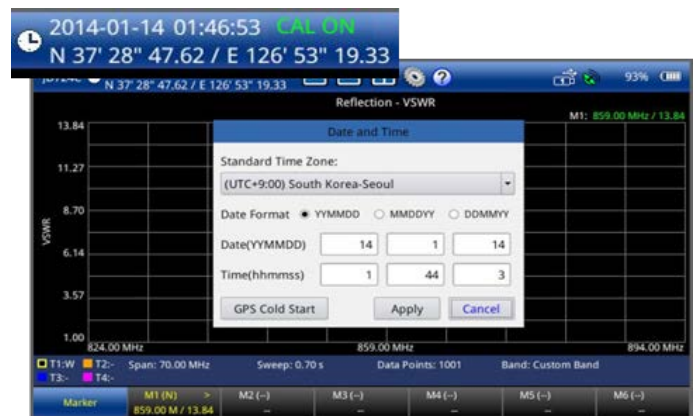 2014-01-14 01:46:53 CAL ON
N 37' 28" 47.62 / E 126' 53" 19.33
N 37' 28" 47.62 / E 126' 53" 19.33
93%
Reflection - VSWR
M1: 859.00 MHz / 13.84
13.84
11.27
8.70
VSWR
6.14
3.57
1.00
Date and Time
Standard Time Zone:
(UTC+9:00) South Korea-Seoul
Date Format YYMMDD MMDDYY DDMMYY
Date(YYMMDD) 14 1 14
Time(hhmmss) 1 44 3
GPS Cold Start Apply Cancel
824.00 MHz 859.00 MHz 894.00 MHz
T1:W T2:- Span: 70.00 MHz Sweep: 0.70 s Data Points: 1001 Band: Custom Band
T3:- T4:-
Marker M1 (N) > M2 (--) M3 (--) M4 (--) M5 (--) M6 (--)
859.00 M / 13.84 -- -- -- -- --